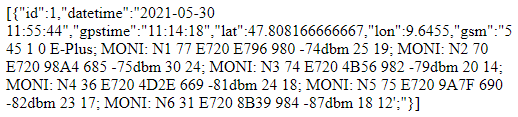 [{"id":1,"datetime":"2021-05-30
11:55:44","gpstime":"11:14:18","lat":47.808166666667,"lon":9.6455,"gsm":"5
45 1 0 E-Plus; MONI: N1 77 E720 E796 980 -74dbm 25 19; MONI: N2 70
E720 98A4 685 -75dbm 30 24; MONI: N3 74 E720 4B56 982 -79dbm 20 14;
MONI: N4 36 E720 4D2E 669 -81dbm 24 18; MONI: N5 75 E720 9A7F 690
-82dbm 23 17; MONI: N6 31 E720 8B39 984 -87dbm 18 12';"}]